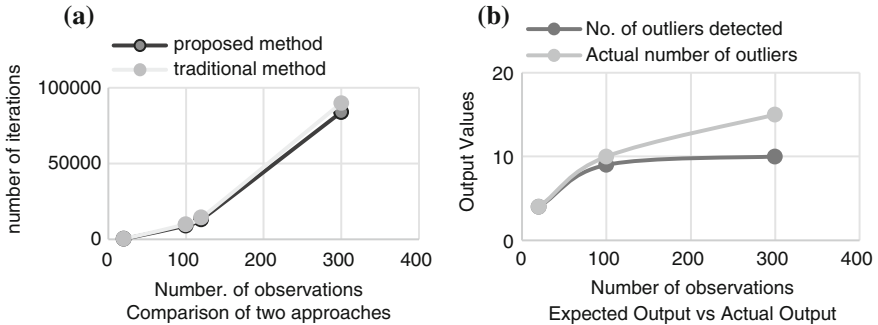 (a)
proposed method
traditional method
number of iterations
100000
50000
0
0 100 200 300 400
Number. of observations
Comparison of two approaches
(b)
No. of outliers detected
Actual number of outliers
Output Values
20
10
0
0 100 200 300 400
Number of observations
Expected Output vs Actual Output